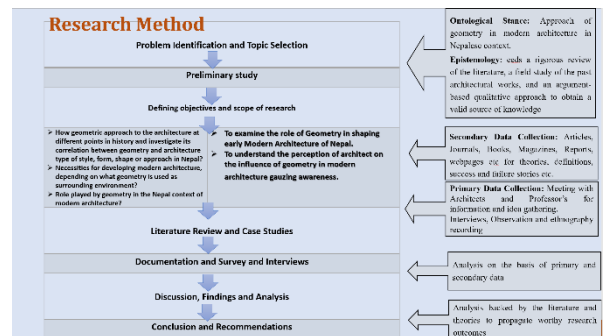 Research Method
Problem Identification and Topic Selection
Preliminary study
Defining objectives and scope of research
➤ How geometric approach to the architecture at
different points in history and investigate its
correlation between geometry and architecture
type of style, form, shape or approach in Nepal?
➤ Necessities for developing modern architecture,
depending on what geometry is used as
surrounding environment?
➤ Role played by geometry in the Nepal context of
modern architecture?
➤ To examine the role of Geometry in shaping
early Modern Architecture of Nepal.
➤ To understand the perception of architect on
the influence of geometry in modern
architecture gauzing awareness.
Literature Review and Case Studies
Documentation and Survey and Interviews
Discussion, Findings and Analysis
Conclusion and Recommendations
Ontological Stance: Approach of
geometry in modern architecture in
Nepalese context.
Epistemology: ends a rigorous review
of the literature, a field study of the past
architectural works, and an argument-
based qualitative approach to obtain a
valid source of knowledge
Secondary Data Collection: Articles,
Journals, Books, Magazines, Reports,
webpages etc for theories, definitions,
success and failure stories etc.
Primary Data Collection: Meeting with
Architects and Professor's for
information and idea gathering.
Interviews, Observation and ethnography
recording
Analysis on the basis of primary and
secondary data
Analysis backed by the literature and
theories to propagate worthy research
outcomes